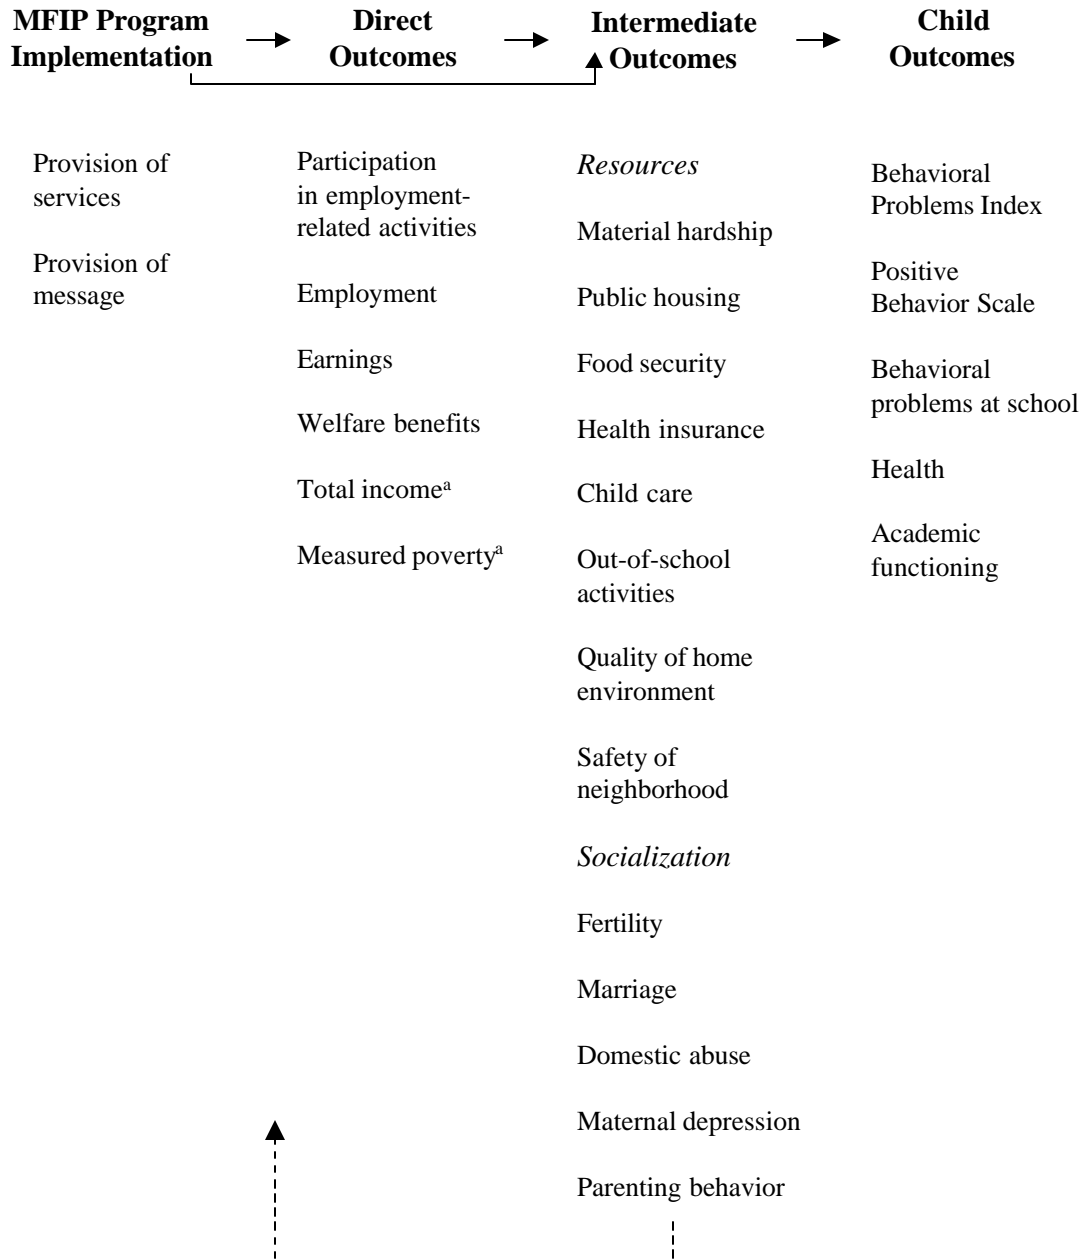 MFIP Program
Implementation
Direct
Outcomes
Intermediate
Outcomes
Child
Outcomes
Provision of
services
Provision of
message
Participation
in employment-
related activities
Employment
Earnings
Welfare benefits
Total incomeᵃ
Measured povertyᵃ
Resources
Material hardship
Public housing
Food security
Health insurance
Child care
Out-of-school
activities
Quality of home
environment
Safety of
neighborhood
Socialization
Fertility
Marriage
Domestic abuse
Maternal depression
Parenting behavior
Behavioral
Problems Index
Positive
Behavior Scale
Behavioral
problems at school
Health
Academic
functioning